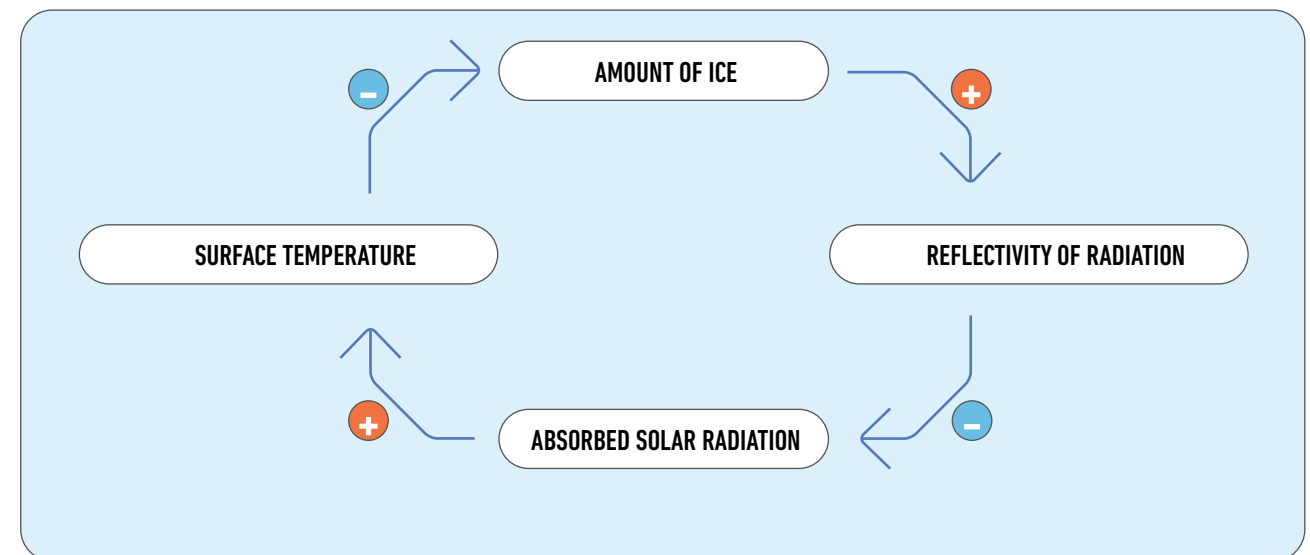 AMOUNT OF ICE
–
+
SURFACE TEMPERATURE
REFLECTIVITY OF RADIATION
+
–
ABSORBED SOLAR RADIATION